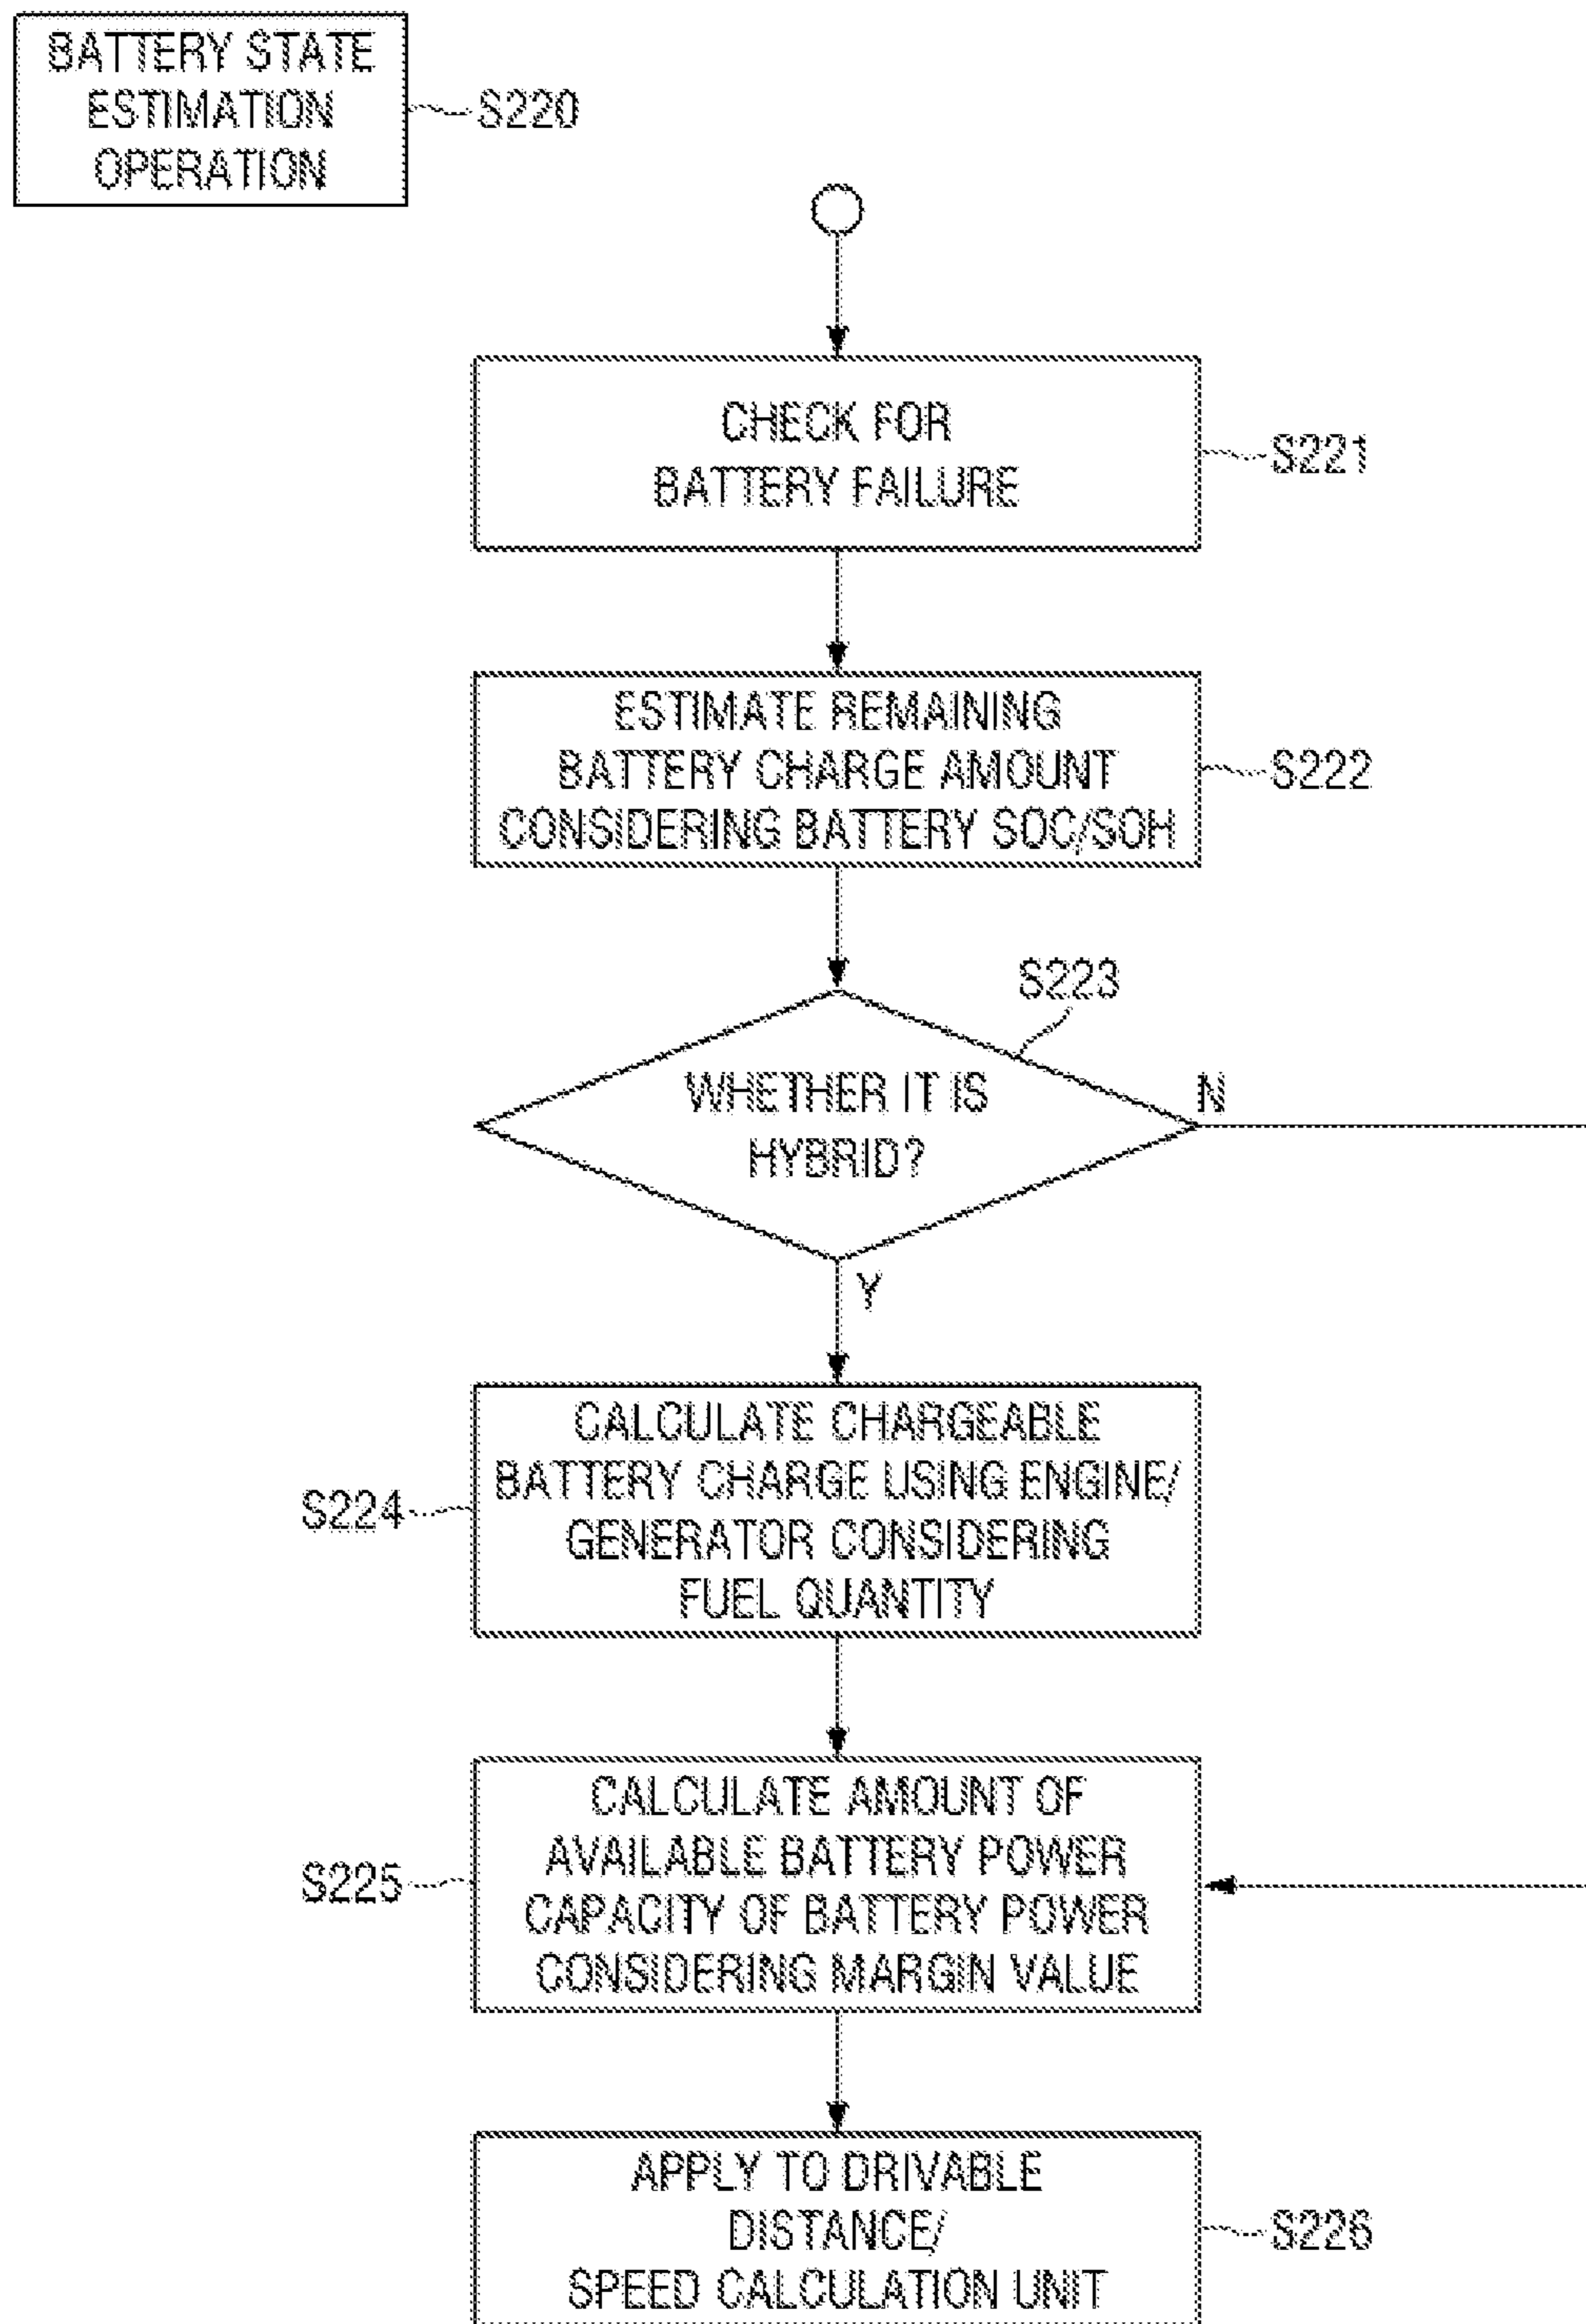 BATTERY STATE
ESTIMATION
OPERATION
S220
CHECK FOR
BATTERY FAILURE
S221
ESTIMATE REMAINING
BATTERY CHARGE AMOUNT
CONSIDERING BATTERY SOC/SOH
S222
S223
WHETHER IT IS
HYBRID?
N
Y
CALCULATE CHARGEABLE
BATTERY CHARGE USING ENGINE/
GENERATOR CONSIDERING
FUEL QUANTITY
S224
CALCULATE AMOUNT OF
AVAILABLE BATTERY POWER
CAPACITY OF BATTERY POWER
CONSIDERING MARGIN VALUE
S225
APPLY TO DRIVABLE
DISTANCE/
SPEED CALCULATION UNIT
S226